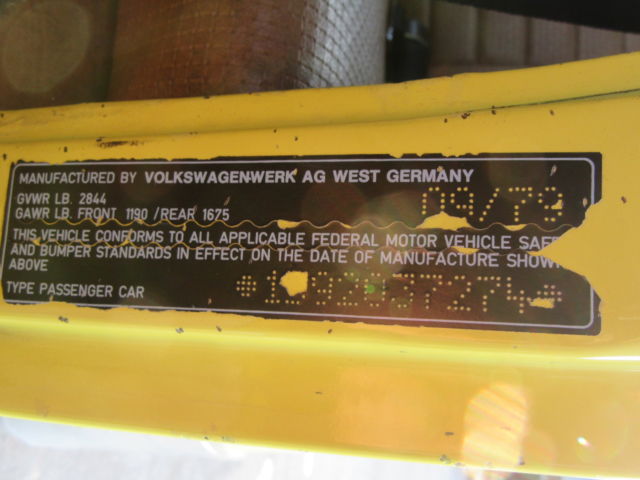 MANUFACTURED BY VOLKSWAGENWERK AG WEST GERMANY
GVWR LB. 2844 09/79
GAWR LB. FRONT 1190 /REAR 1675
THIS VEHICLE CONFORMS TO ALL APPLICABLE FEDERAL MOTOR VEHICLE SAFE
AND BUMPER STANDARDS IN EFFECT ON THE DATE OF MANUFACTURE SHOWN
ABOVE
TYPE PASSENGER CAR